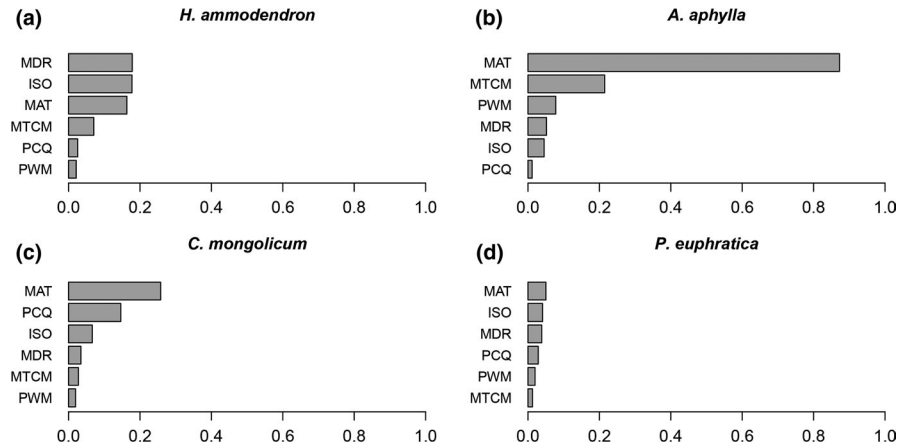 (a) H. ammodendron
MDR
ISO
MAT
MTCM
PCQ
PWM
0.0 0.2 0.4 0.6 0.8 1.0
(b) A. aphylla
MAT
MTCM
PWM
MDR
ISO
PCQ
0.0 0.2 0.4 0.6 0.8 1.0
(c) C. mongolicum
MAT
PCQ
ISO
MDR
MTCM
PWM
0.0 0.2 0.4 0.6 0.8 1.0
(d) P. euphratica
MAT
ISO
MDR
PCQ
PWM
MTCM
0.0 0.2 0.4 0.6 0.8 1.0